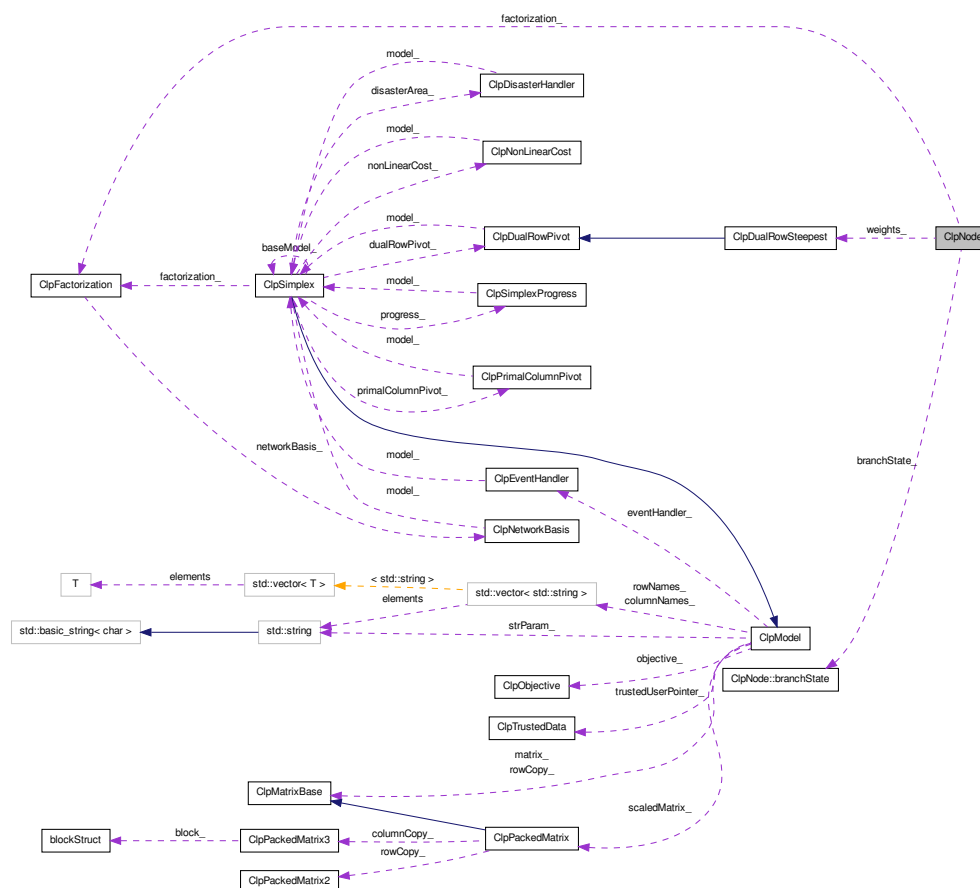 factorization_
model_
ClpDisasterHandler
disasterArea_
model_
ClpNonLinearCost
nonLinearCost_
model_
dualRowPivot_
baseModel_
ClpDualRowPivot
ClpDualRowSteepest
weights_
ClpNode
ClpFactorization
factorization_
ClpSimplex
model_
ClpSimplexProgress
progress_
model_
ClpPrimalColumnPivot
primalColumnPivot_
networkBasis_
model_
ClpEventHandler
branchState_
model_
eventHandler_
ClpNetworkBasis
T
elements
std::vector< T >
< std::string >
std::vector< std::string >
rowNames_
columnNames_
elements
std::basic_string< char >
std::string
strParam_
ClpModel
objective_
ClpObjective
ClpNode::branchState
trustedUserPointer_
ClpTrustedData
matrix_
rowCopy_
ClpMatrixBase
scaledMatrix_
blockStruct
block_
ClpPackedMatrix3
columnCopy_
rowCopy_
ClpPackedMatrix
ClpPackedMatrix2